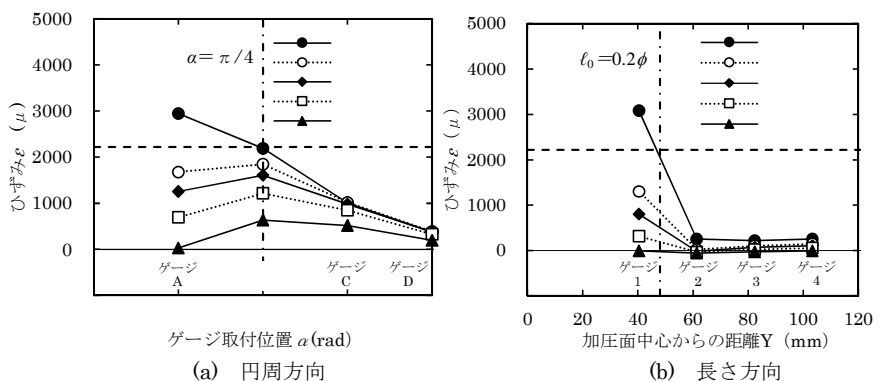 5000
4000
3000
2000
1000
0
ひずみε（μ）
α= π/4
ゲージ
A
ゲージ
C
ゲージ
D
ゲージ取付位置 α(rad)
(a) 円周方向
5000
4000
3000
2000
1000
0
ひずみε（μ）
ℓ0=0.2ϕ
ゲージ
1
ゲージ
2
ゲージ
3
ゲージ
4
0 20 40 60 80 100 120
加圧面中心からの距離Y（mm）
(b) 長さ方向